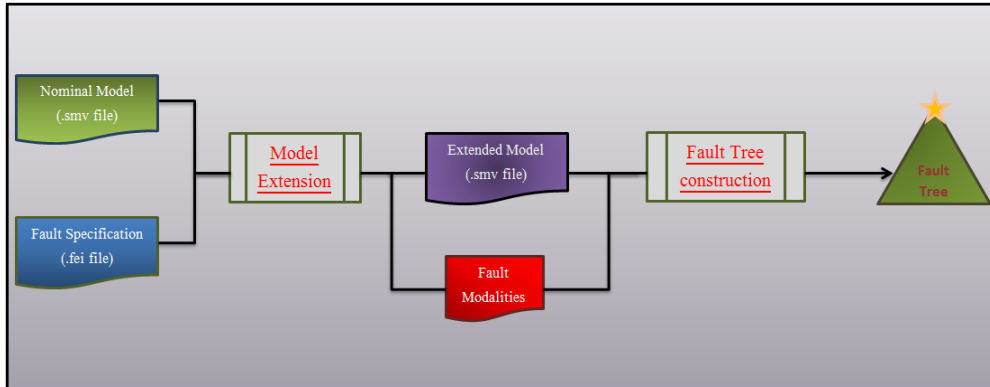 Nominal Model
(.smv file)
Fault Specification
(.fei file)
Model
Extension
Extended Model
(.smv file)
Fault
Modalities
Fault Tree
construction
Fault
Tree